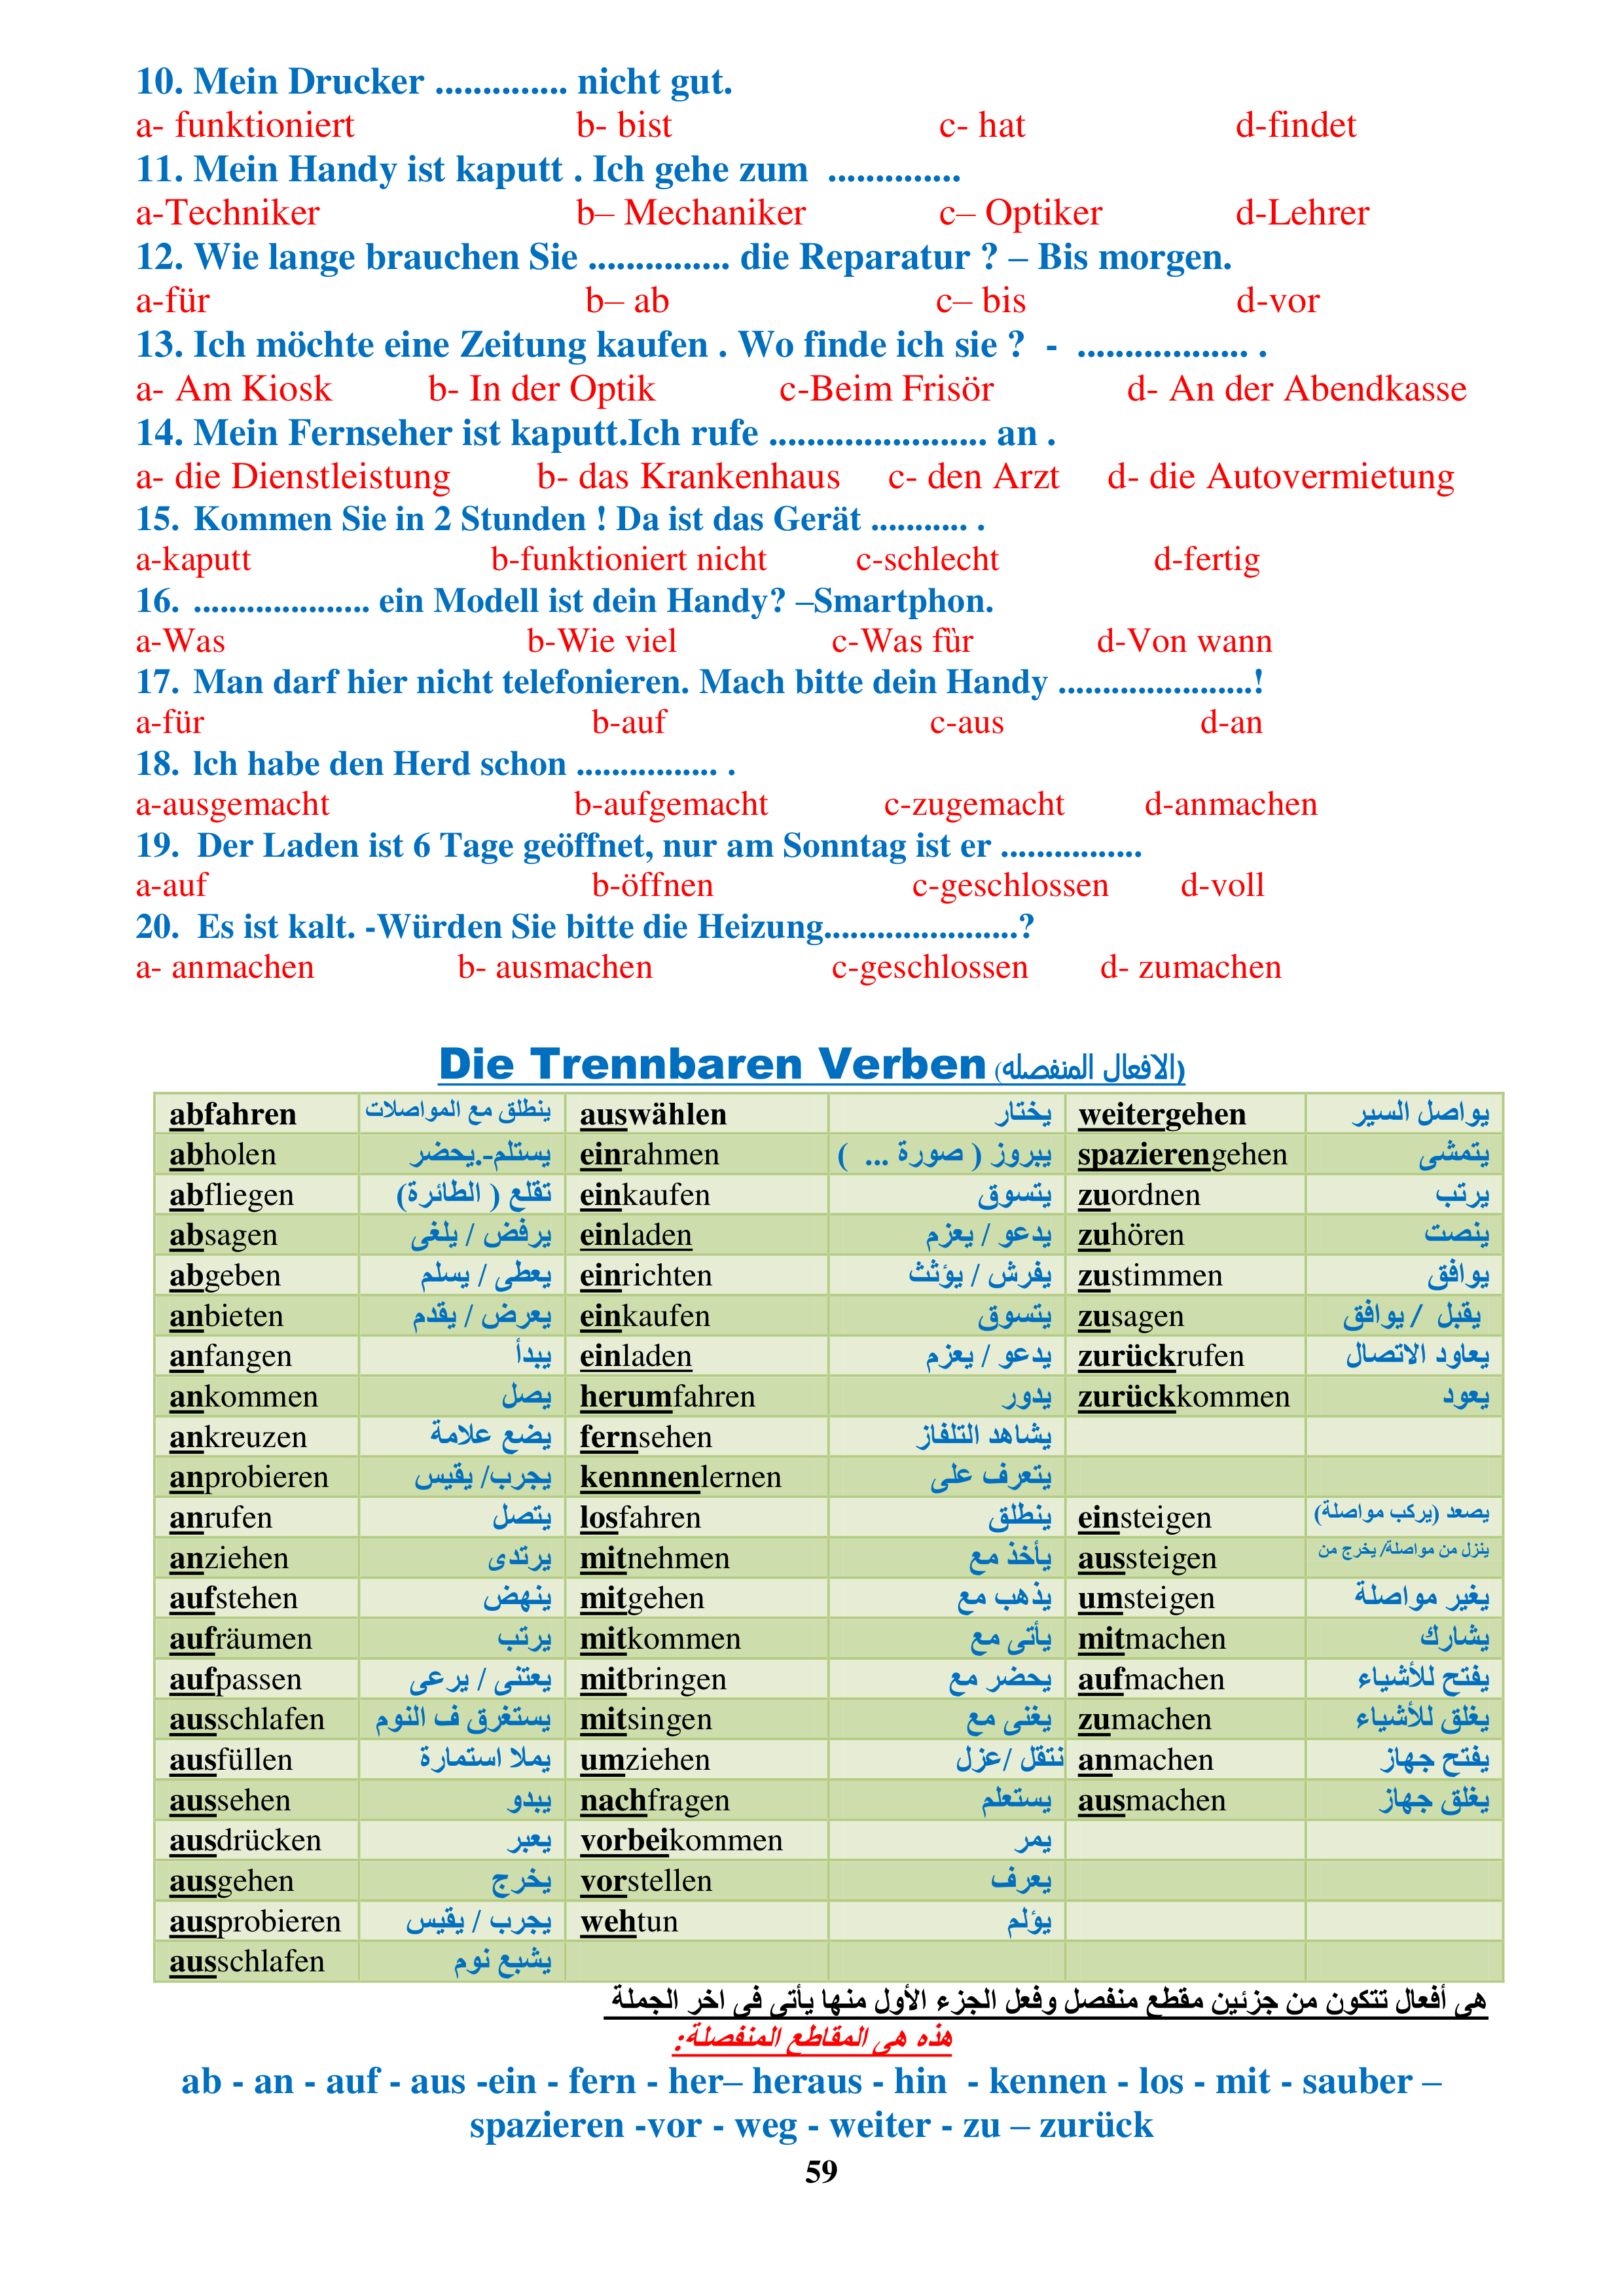 10. Mein Drucker .............. nicht gut.
a- funktioniert b- bist c- hat d-findet
11. Mein Handy ist kaputt . Ich gehe zum ..............
a-Techniker b– Mechaniker c– Optiker d-Lehrer
12. Wie lange brauchen Sie ............... die Reparatur ? – Bis morgen.
a-für b– ab c– bis d-vor
13. Ich möchte eine Zeitung kaufen . Wo finde ich sie ? - .................. .
a- Am Kiosk b- In der Optik c-Beim Frisör d- An der Abendkasse
14. Mein Fernseher ist kaputt.Ich rufe ....................... an .
a- die Dienstleistung b- das Krankenhaus c- den Arzt d- die Autovermietung
15. Kommen Sie in 2 Stunden ! Da ist das Gerät ........... .
a-kaputt b-funktioniert nicht c-schlecht d-fertig
16. .................... ein Modell ist dein Handy? –Smartphon.
a-Was b-Wie viel c-Was fùr d-Von wann
17. Man darf hier nicht telefonieren. Mach bitte dein Handy ......................!
a-für b-auf c-aus d-an
18. lch habe den Herd schon ................ .
a-ausgemacht b-aufgemacht c-zugemacht d-anmachen
19. Der Laden ist 6 Tage geöffnet, nur am Sonntag ist er ................
a-auf b-öffnen c-geschlossen d-voll
20. Es ist kalt. -Würden Sie bitte die Heizung......................?
a- anmachen b- ausmachen c-geschlossen d- zumachen
Die Trennbaren Verben (الافعال المنفصله)
abfahren ينطلق مع المواصلات auswählen يختار weitergehen يواصل السير
abholen يستلم-.يحضر einrahmen يبروز ( صورة ... ) spazierengehen يتمشى
abfliegen تقلع ( الطائرة) einkaufen يتسوق zuordnen يرتب
absagen يرفض / يلغى einladen يدعو / يعزم zuhören ينصت
abgeben يعطى / يسلم einrichten يفرش / يؤثث zustimmen يوافق
anbieten يعرض / يقدم einkaufen يتسوق zusagen يقبل / يوافق
anfangen يبدأ einladen يدعو / يعزم zurückrufen يعاود الاتصال
ankommen يصل herumfahren يدور zurückkommen يعود
ankreuzen يضع علامة fernsehen يشاهد التلفاز
anprobieren يجرب/ يقيس kennnenlernen يتعرف على
anrufen يتصل losfahren ينطلق einsteigen يصعد (يركب مواصلة)
anziehen يرتدى mitnehmen يأخذ مع aussteigen ينزل من مواصلة/ يخرج من
aufstehen ينهض mitgehen يذهب مع umsteigen يغير مواصلة
aufräumen يرتب mitkommen يأتى مع mitmachen يشارك
aufpassen يعتنى / يرعى mitbringen يحضر مع aufmachen يفتح للأشياء
ausschlafen يستغرق ف النوم mitsingen يغنى مع zumachen يغلق للأشياء
ausfüllen يملا استمارة umziehen نتقل /عزل anmachen يفتح جهاز
aussehen يبدو nachfragen يستعلم ausmachen يغلق جهاز
ausdrücken يعبر vorbeikommen يمر
ausgehen يخرج vorstellen يعرف
ausprobieren يجرب / يقيس wehtun يؤلم
ausschlafen يشبع نوم
هى أفعال تتكون من جزئين مقطع منفصل وفعل الجزء الأول منها يأتى فى اخر الجملة
هذه هى المقاطع المنفصلة:
ab - an - auf - aus -ein - fern - her– heraus - hin - kennen - los - mit - sauber –
spazieren -vor - weg - weiter - zu – zurück
59